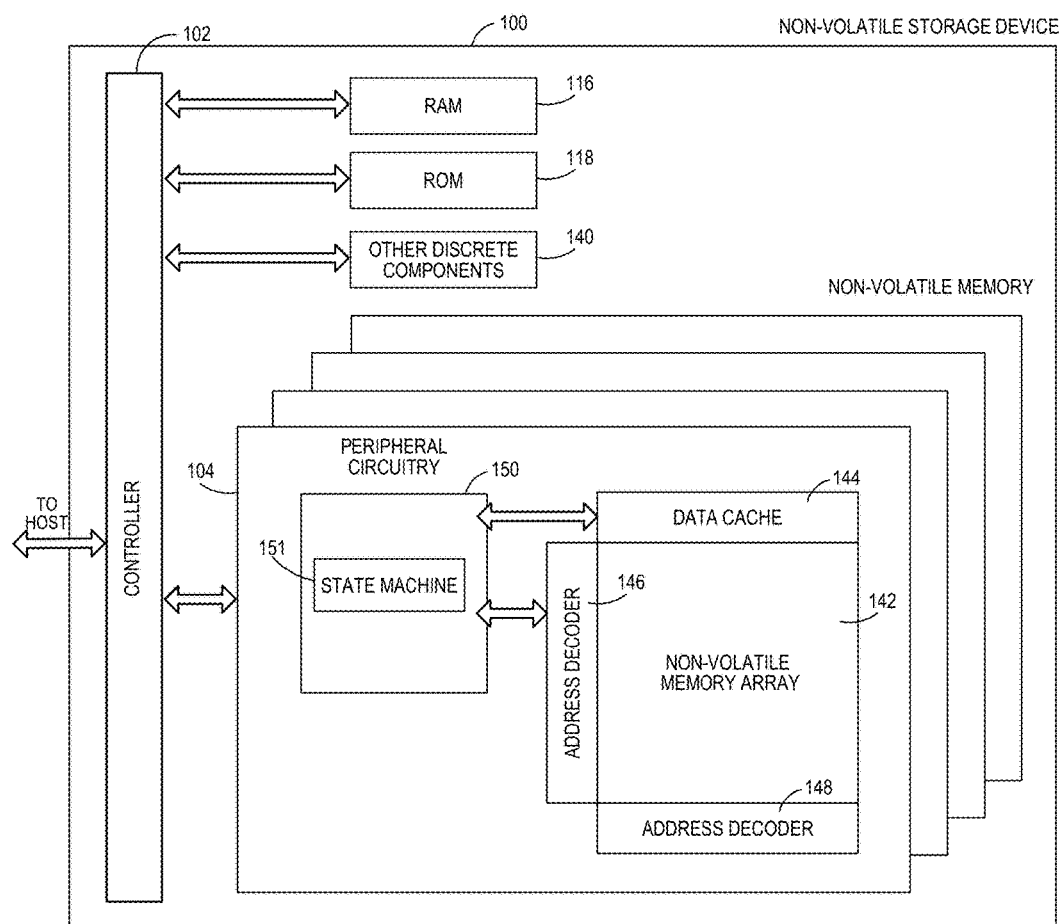 NON-VOLATILE STORAGE DEVICE
100
102
RAM
116
ROM
118
OTHER DISCRETE
COMPONENTS
140
NON-VOLATILE MEMORY
PERIPHERAL
CIRCUITRY
104
150
144
DATA CACHE
TO
HOST
CONTROLLER
151
STATE MACHINE
ADDRESS DECODER
146
142
NON-VOLATILE
MEMORY ARRAY
148
ADDRESS DECODER